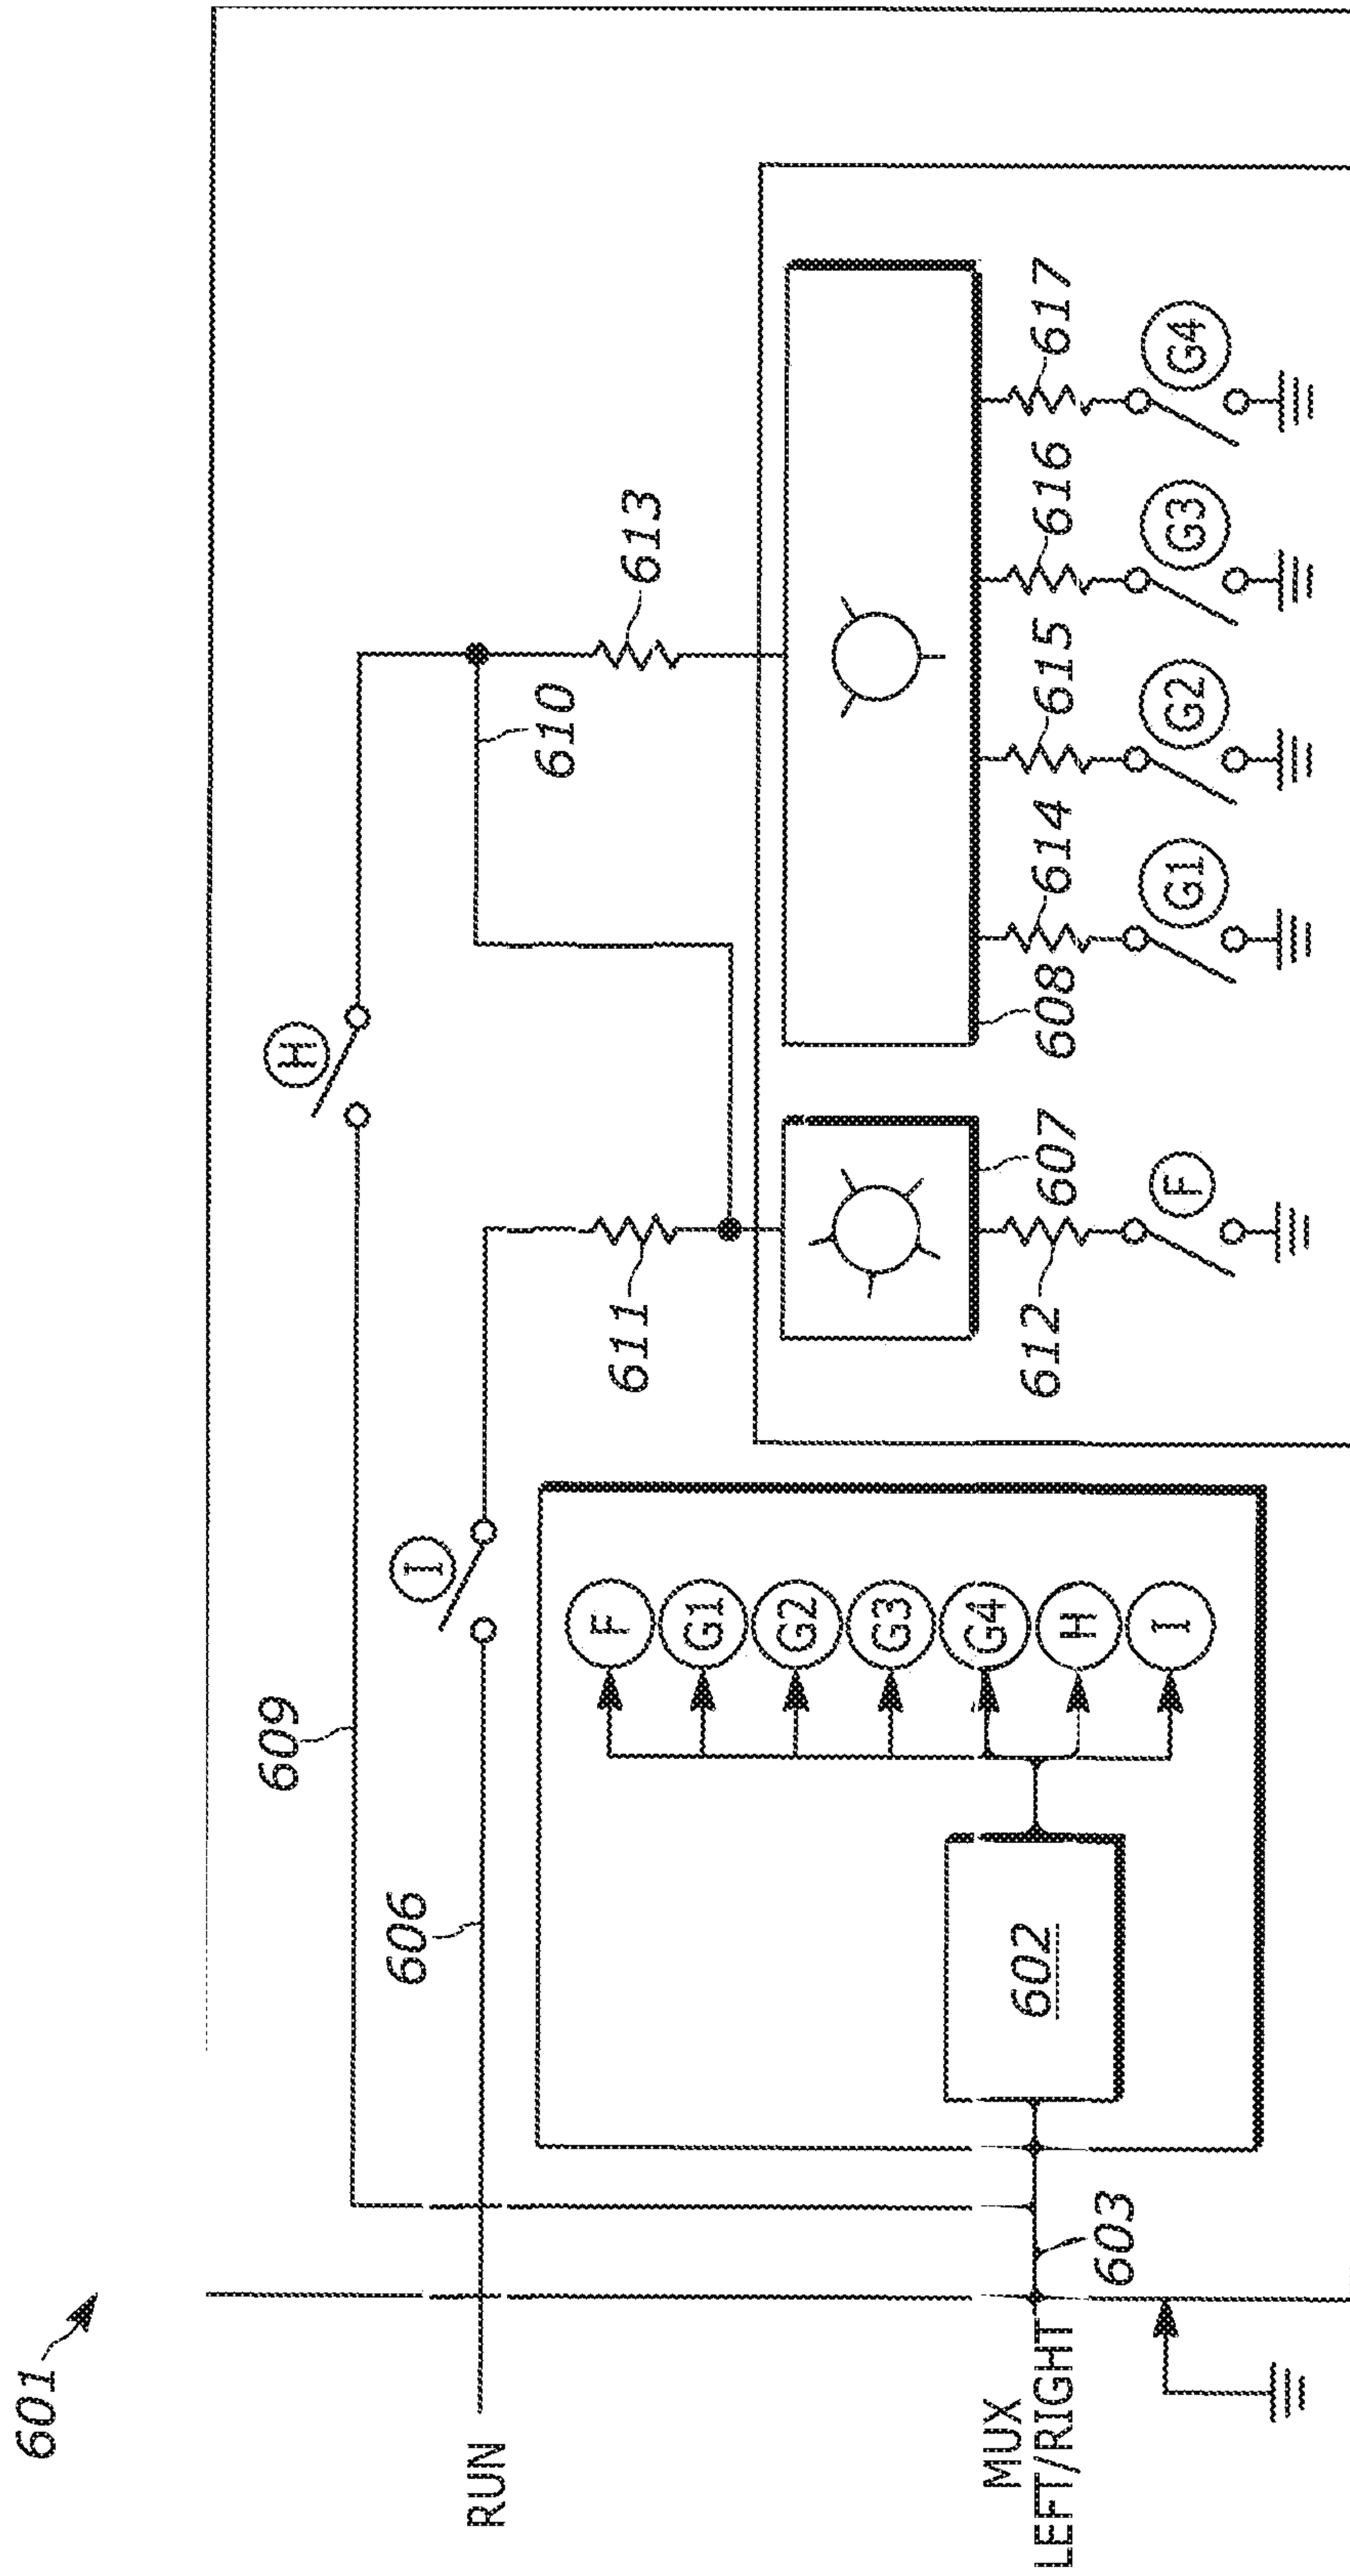 601
RUN
MUX
LEFT/RIGHT
603
609
606
602
I
H
F
G1
G2
G3
G4
H
I
611
610
613
607
608
612
614
615
616
617
F
G1
G2
G3
G4